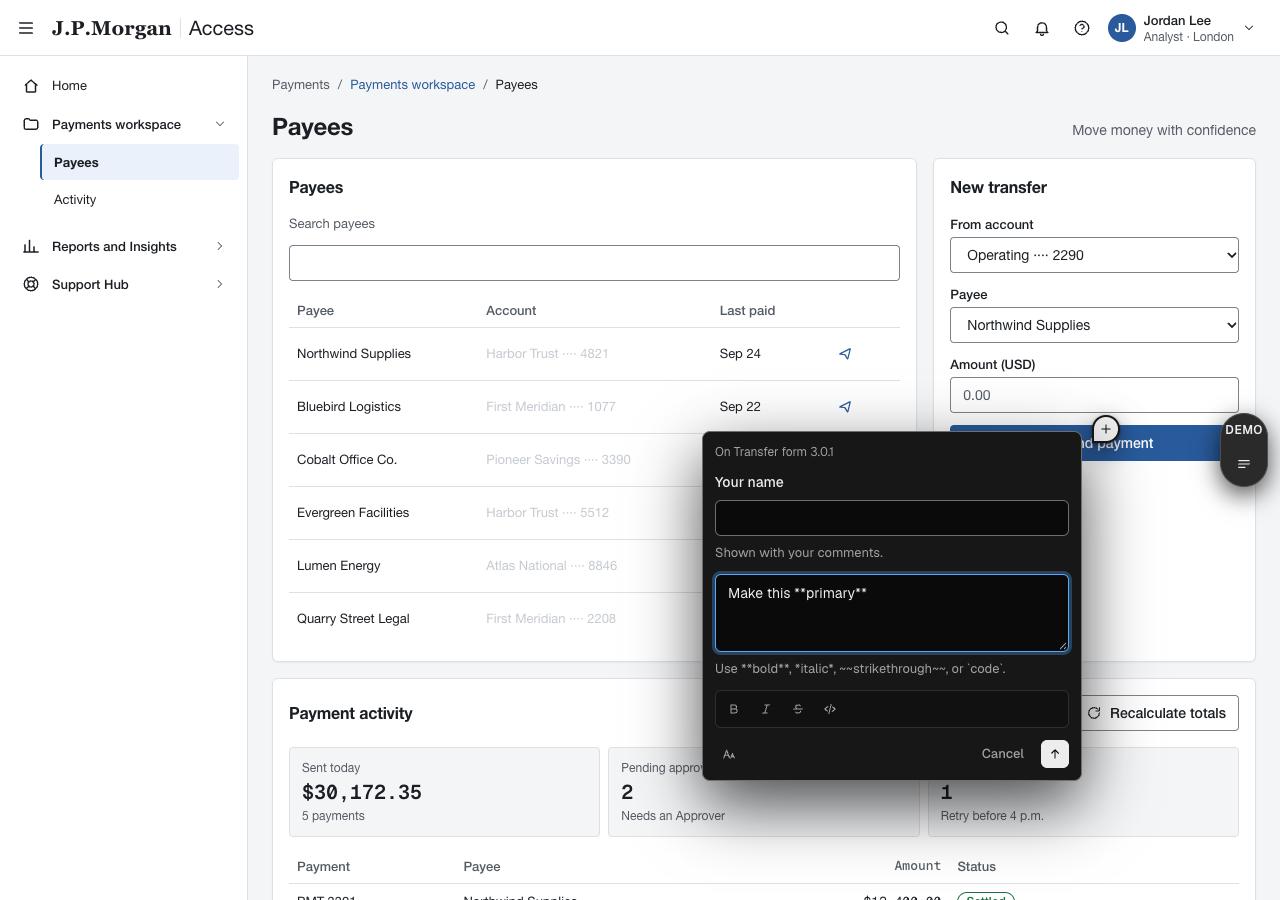 J.P.Morgan Access
JL
Jordan Lee
Analyst · London
Home
Payments workspace
Payees
Activity
Reports and Insights
Support Hub
Payments / Payments workspace / Payees
Payees
Move money with confidence
Payees
Search payees
Payee Account Last paid
Northwind Supplies Harbor Trust ···· 4821 Sep 24
Bluebird Logistics First Meridian ···· 1077 Sep 22
Cobalt Office Co. Pioneer Savings ···· 3390
Evergreen Facilities Harbor Trust ···· 5512
Lumen Energy Atlas National ···· 8846
Quarry Street Legal First Meridian ···· 2208
New transfer
From account
Operating ···· 2290
Payee
Northwind Supplies
Amount (USD)
0.00
payment
DEMO
On Transfer form 3.0.1
Your name
Shown with your comments.
Make this **primary**
Use **bold**, *italic*, ~~strikethrough~~, or `code`.
B I S </>
AA Cancel
Payment activity
Recalculate totals
Sent today
$30,172.35
5 payments
Pending
2
Needs an Approver
1
Retry before 4 p.m.
Payment Payee Amount Status
Northwind Supplies